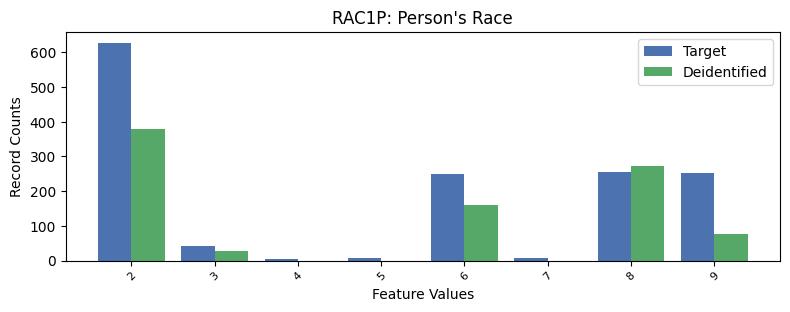 RAC1P: Person's Race
Target
Deidentified
Record Counts
600
500
400
300
200
100
0
2 3 4 5 6 7 8 9
Feature Values